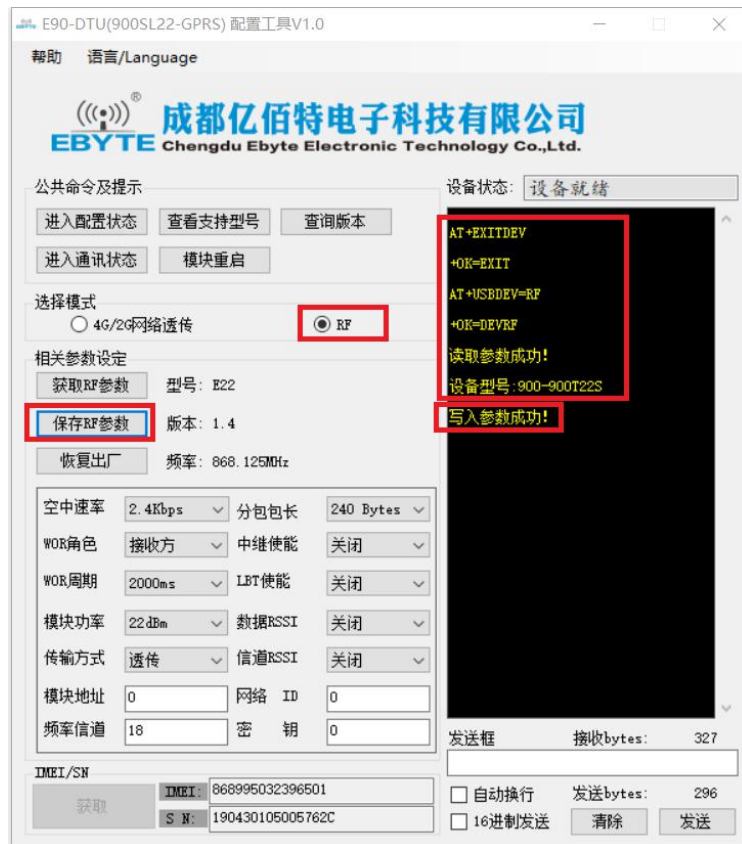 E90-DTU(900SL22-GPRS) 配置工具V1.0
帮助 语言/Language
EBYTE ® 成都亿佰特电子科技有限公司
Chengdu Ebyte Electronic Technology Co.,Ltd.
公共命令及提示
进入配置状态 查看支持型号 查询版本
进入通讯状态 模块重启
选择模式
4G/2G网络透传 RF
相关参数设定
获取RF参数 型号: E22
保存RF参数 版本: 1.4
恢复出厂 频率: 868.125MHz
空中速率 2.4Kbps 分包包长 240 Bytes
WOR角色 接收方 中继使能 关闭
WOR周期 2000ms LBT使能 关闭
模块功率 22dBm 数据RSSI 关闭
传输方式 透传 信道RSSI 关闭
模块地址 0 网络 ID 0
频率信道 18 密 钥 0
IMEI/SN
获取 IMEI: 868995032396501
S N: 190430105005762C
设备状态: 设备就绪
AT+EXITDEV
+OK=EXIT
AT+USBDEV=RF
+OK=DEVRF
读取参数成功!
设备型号:900-900T22S
写入参数成功!
发送框 接收bytes: 327
自动换行 发送bytes: 296
16进制发送 清除 发送